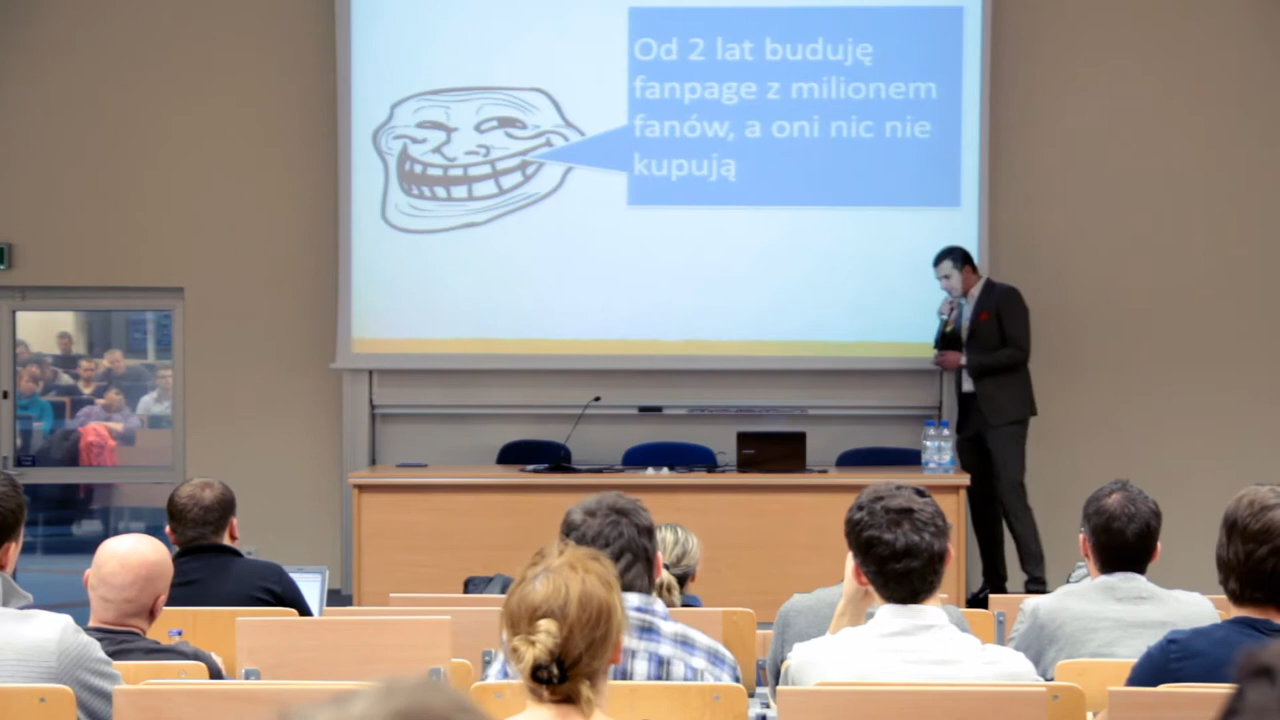 Od 2 lat buduję
fanpage z milionem
fanów, a oni nic nie
kupują